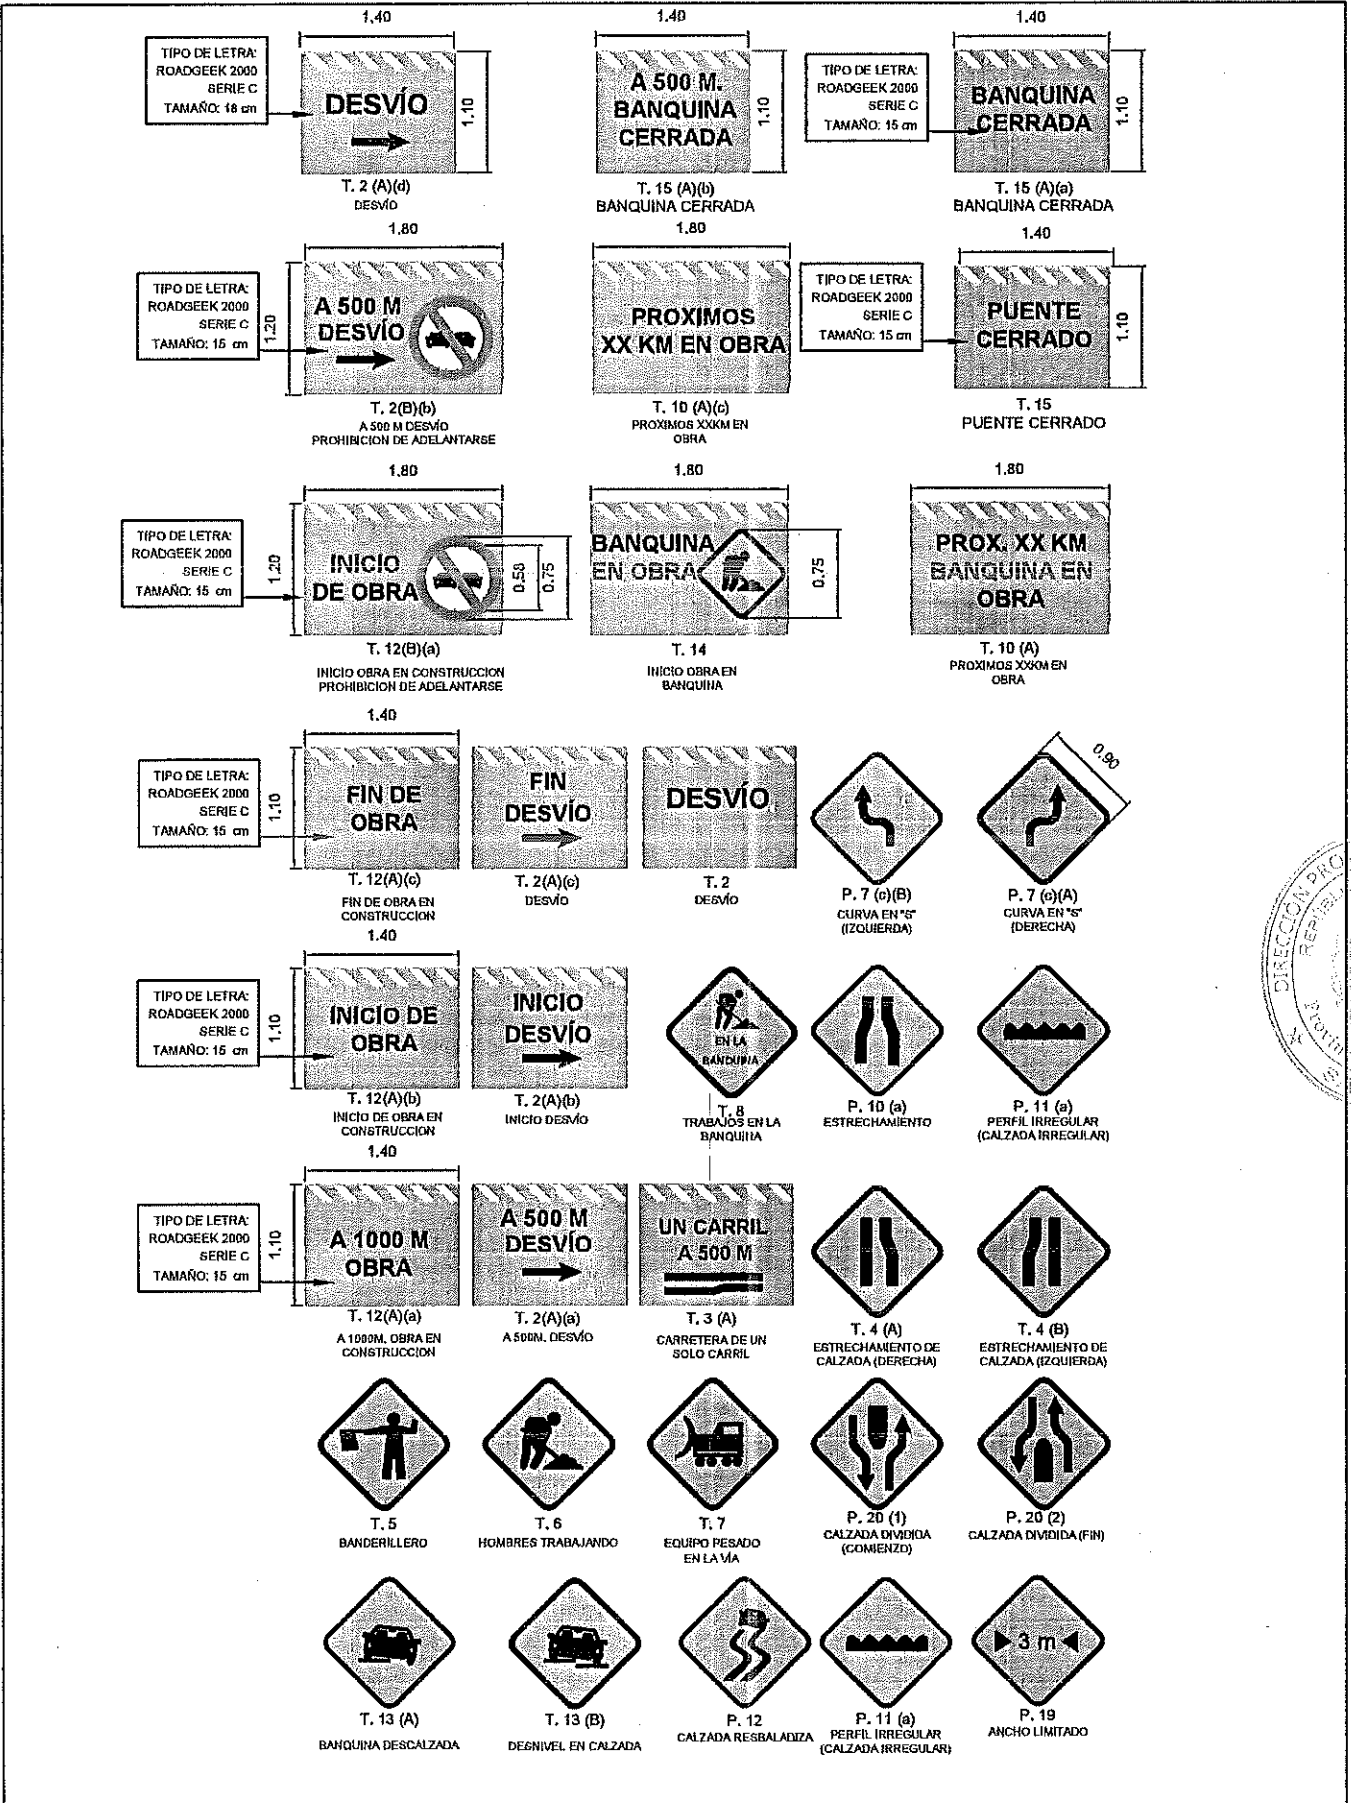 1.40
1.40
1.40
TIPO DE LETRA:
ROADGEEK 2000
SERIE C
TAMAÑO: 18 cm
DESVÍO
1.10
A 500 M.
BANQUINA
CERRADA
1.10
TIPO DE LETRA:
ROADGEEK 2000
SERIE C
TAMAÑO: 15 cm
BANQUINA
CERRADA
1.10
T. 2 (A)(d)
DESVÍO
T. 15 (A)(b)
BANQUINA CERRADA
T. 15 (A)(a)
BANQUINA CERRADA
1.80
1.80
1.40
TIPO DE LETRA:
ROADGEEK 2000
SERIE C
TAMAÑO: 15 cm
1.20
A 500 M
DESVÍO
PROXIMOS
XX KM EN OBRA
TIPO DE LETRA:
ROADGEEK 2000
SERIE C
TAMAÑO: 15 cm
PUENTE
CERRADO
1.10
T. 2(B)(b)
A 500 M DESVÍO
PROHIBICION DE ADELANTARSE
T. 10 (A)(c)
PROXIMOS XXKM EN
OBRA
T. 15
PUENTE CERRADO
1.80
1.80
1.80
TIPO DE LETRA:
ROADGEEK 2000
SERIE C
TAMAÑO: 15 cm
1.20
INICIO
DE OBRA
0.58
0.75
BANQUINA
EN OBRA
0.75
PROX. XX KM
BANQUINA EN
OBRA
T. 12(B)(a)
INICIO OBRA EN CONSTRUCCION
PROHIBICION DE ADELANTARSE
T. 14
INICIO OBRA EN
BANQUINA
T. 10 (A)
PROXIMOS XXKM EN
OBRA
1.40
TIPO DE LETRA:
ROADGEEK 2000
SERIE C
TAMAÑO: 15 cm
1.10
FIN DE
OBRA
FIN
DESVÍO
DESVÍO
0.90
T. 12(A)(c)
FIN DE OBRA EN
CONSTRUCCION
T. 2(A)(c)
DESVÍO
T. 2
DESVÍO
P. 7 (c)(B)
CURVA EN "S"
(IZQUIERDA)
P. 7 (c)(A)
CURVA EN "S"
(DERECHA)
DIRECCIÓN PRO
1.40
TIPO DE LETRA:
ROADGEEK 2000
SERIE C
TAMAÑO: 15 cm
1.10
INICIO DE
OBRA
INICIO
DESVÍO
EN LA
BANQUINA
T. 12(A)(b)
INICIO DE OBRA EN
CONSTRUCCION
T. 2(A)(b)
INICIO DESVÍO
T. 8
TRABAJOS EN LA
BANQUINA
P. 10 (a)
ESTRECHAMIENTO
P. 11 (a)
PERFIL IRREGULAR
(CALZADA IRREGULAR)
1.40
TIPO DE LETRA:
ROADGEEK 2000
SERIE C
TAMAÑO: 15 cm
1.10
A 1000 M
OBRA
A 500 M
DESVÍO
UN CARRIL
A 500 M
T. 12(A)(a)
A 1000M. OBRA EN
CONSTRUCCION
T. 2(A)(a)
A 500M. DESVÍO
T. 3 (A)
CARRETERA DE UN
SOLO CARRIL
T. 4 (A)
ESTRECHAMIENTO DE
CALZADA (DERECHA)
T. 4 (B)
ESTRECHAMIENTO DE
CALZADA (IZQUIERDA)
T. 5
BANDERILLERO
T. 6
HOMBRES TRABAJANDO
T. 7
EQUIPO PESADO
EN LA VÍA
P. 20 (1)
CALZADA DIVIDIDA
(COMIENZO)
P. 20 (2)
CALZADA DIVIDIDA (FIN)
3 m
T. 13 (A)
BANQUINA DESCALZADA
T. 13 (B)
DESNIVEL EN CALZADA
P. 12
CALZADA RESBALADIZA
P. 11 (a)
PERFIL IRREGULAR
(CALZADA IRREGULAR)
P. 19
ANCHO LIMITADO